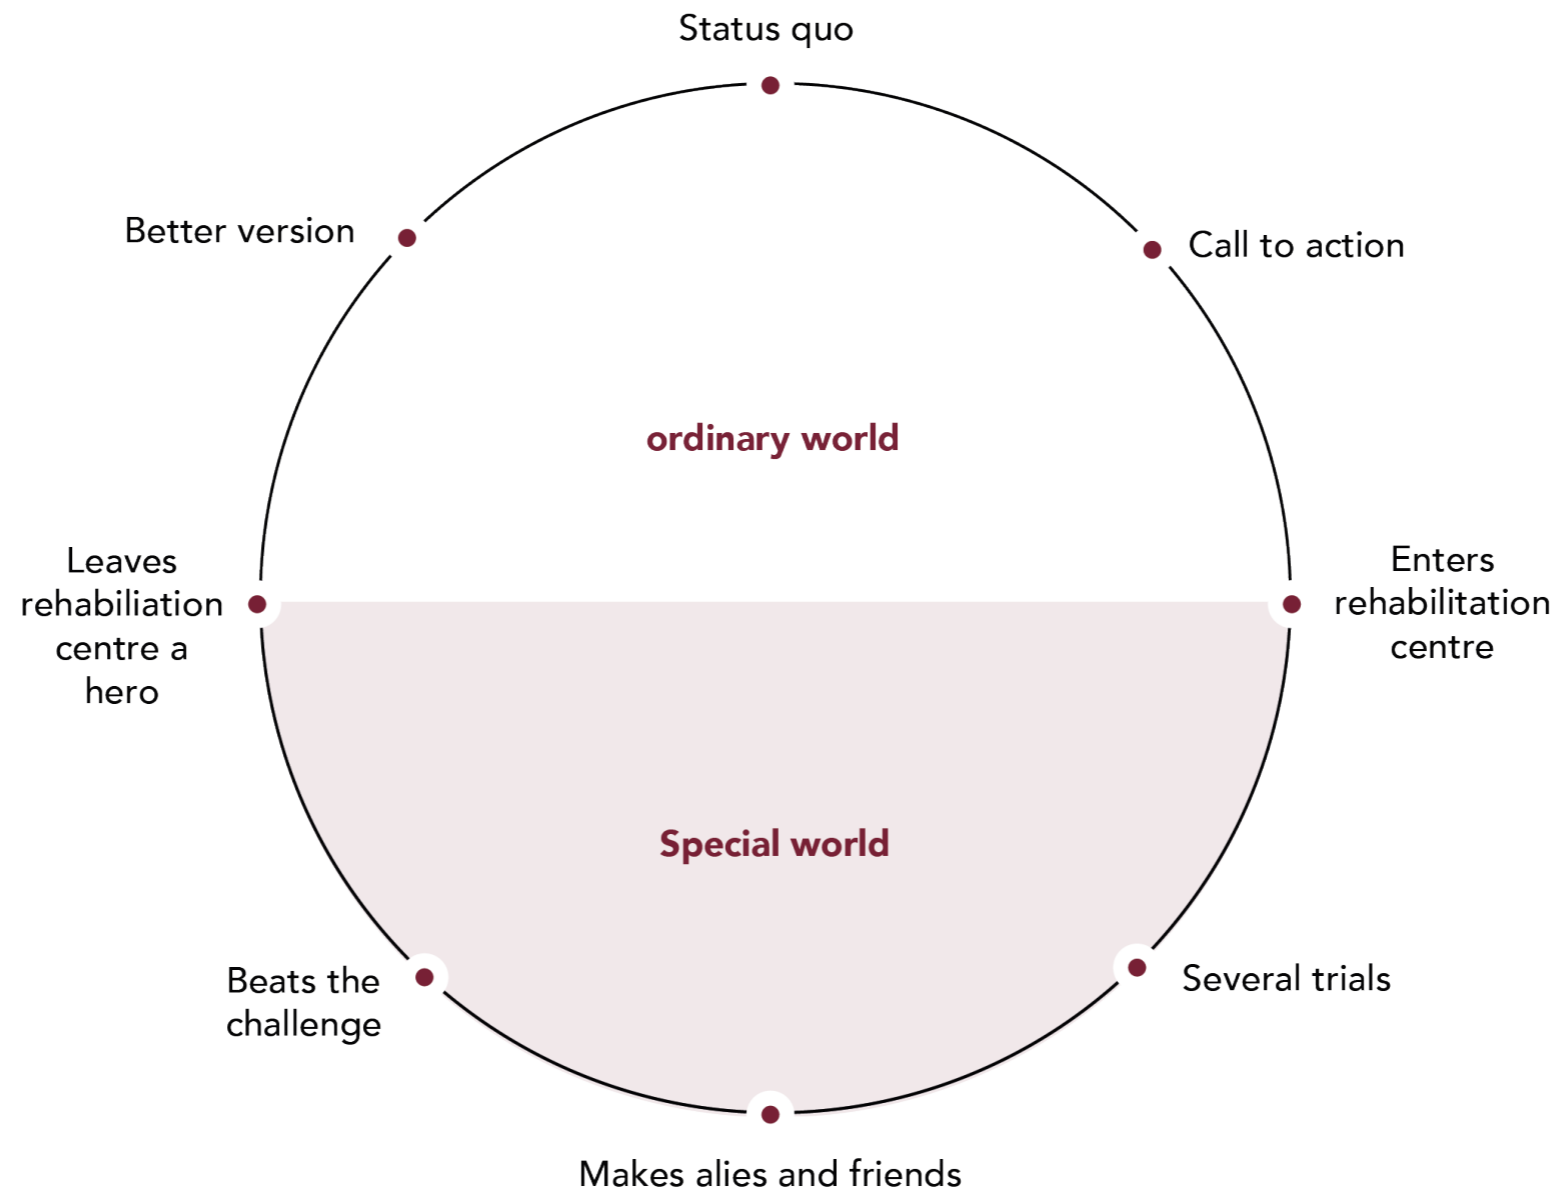 Status quo
Better version
Call to action
ordinary world
Leaves
rehabiliation
centre a
hero
Enters
rehabilitation
centre
Special world
Beats the
challenge
Several trials
Makes alies and friends